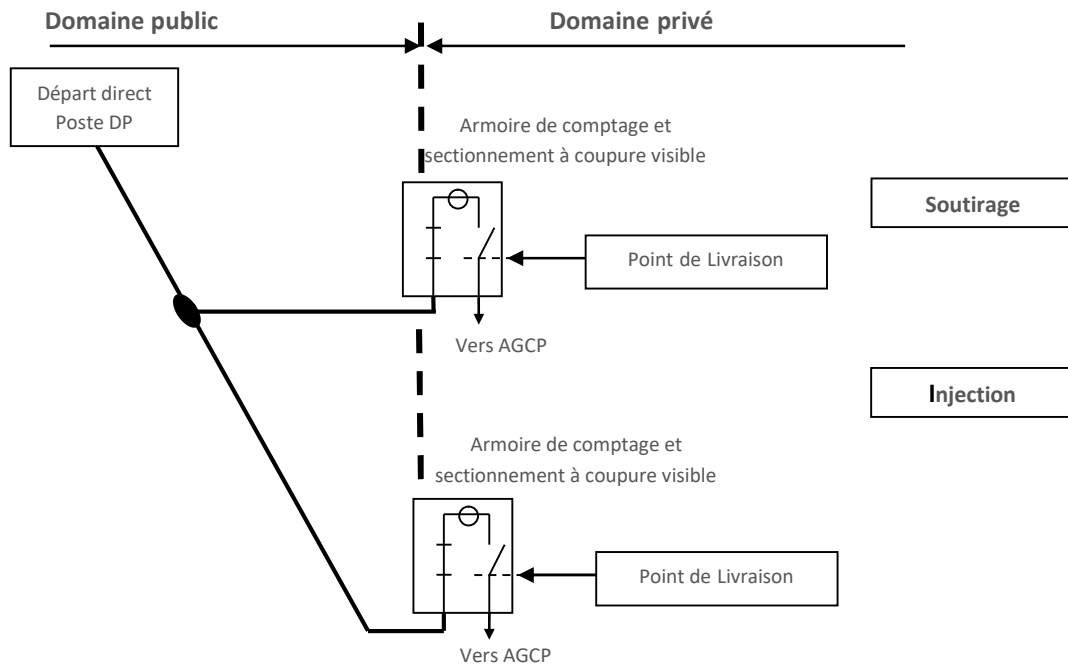 Domaine public
Domaine privé
Départ direct
Poste DP
Armoire de comptage et
sectionnement à coupure visible
Soutirage
Point de Livraison
Vers AGCP
Injection
Armoire de comptage et
sectionnement à coupure visible
Point de Livraison
Vers AGCP